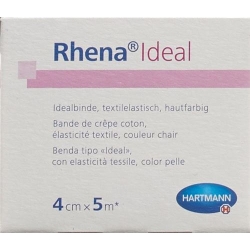 Rhena® Ideal
Idealbinde, textilelastisch, hautfärbig
Bande de crêpe coton,
élasticité textile, couleur chair
Benda tipo «Ideal»,
con elasticità tessile, color pelle
4 cm x 5 m*
HARTMANN